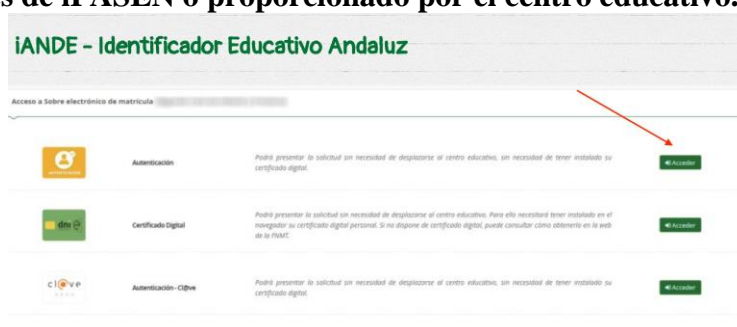 s de iPASEN o proporcionado por el centro educativo.
iANDE - Identificador Educativo Andaluz
Acceso a Sobre electrónico de matrícula
Autenticación
Podrá presentar la solicitud sin necesidad de desplazarse al centro educativo, sin necesidad de tener instalado su
certificado digital.
Acceder
dni e
Certificado Digital
Podrá presentar la solicitud sin necesidad de desplazarse al centro educativo. Para ello necesitará tener instalado en el
navegador su certificado digital personal. Si no dispone de certificado digital, puede consultar cómo obtenerlo en la web
de la FNMT.
Acceder
cl@ve
Autenticación - Cl@ve
Podrá presentar la solicitud sin necesidad de desplazarse al centro educativo, sin necesidad de tener instalado su
certificado digital.
Acceder